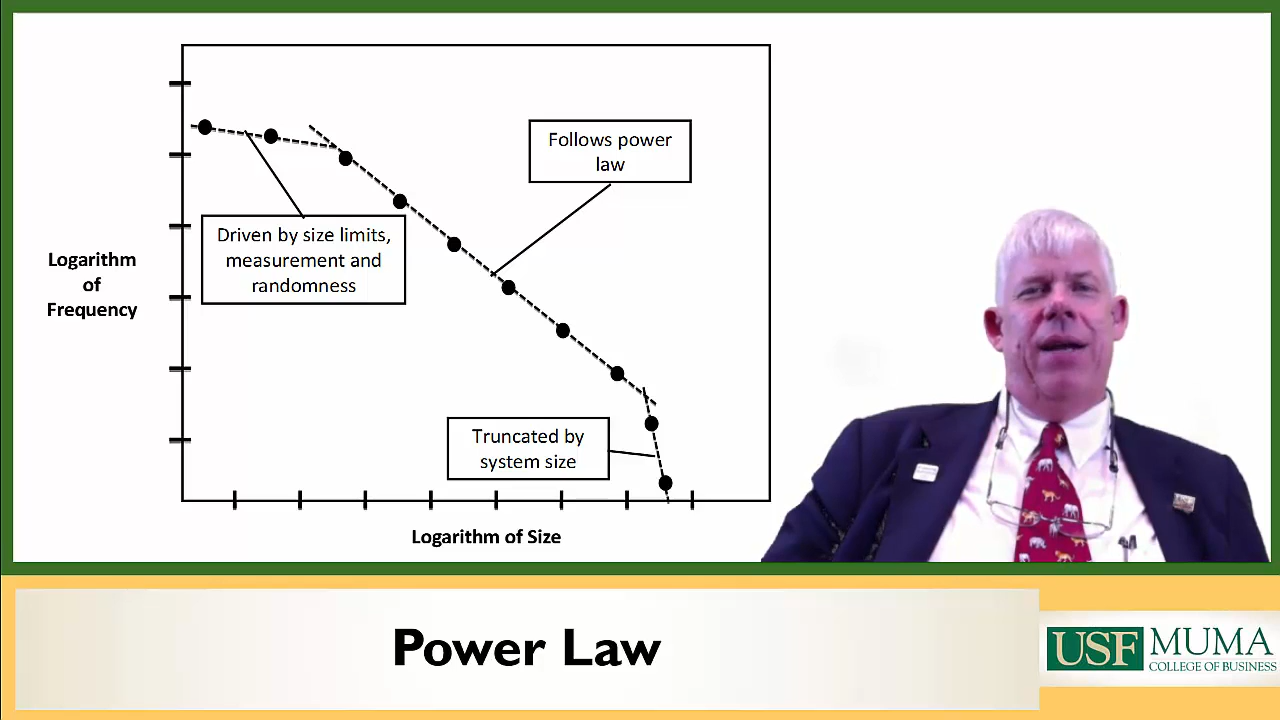 Follows power
law
Driven by size limits,
measurement and
randomness
Logarithm
of
Frequency
Truncated by
system size
Logarithm of Size
Power Law
USF MUMA
COLLEGE OF BUSINESS